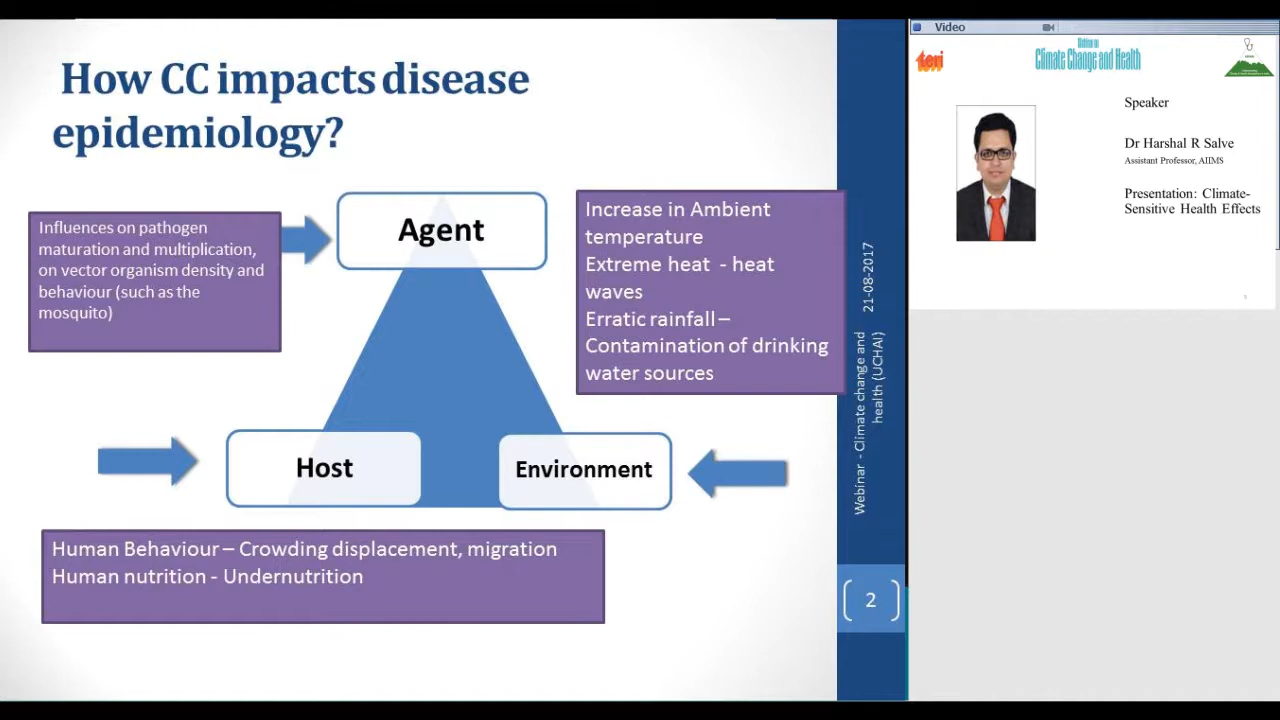 How CC impacts disease
epidemiology?
Influences on pathogen
maturation and multiplication,
on vector organism density and
behaviour (such as the
mosquito)
Agent
Increase in Ambient
temperature
Extreme heat - heat
waves
Erratic rainfall –
Contamination of drinking
water sources
Host
Environment
Human Behaviour – Crowding displacement, migration
Human nutrition - Undernutrition
21-08-2017
Webinar - Climate change and
health (UCHAI)
2
Video
teri
Webinar on
Climate Change and Health
Speaker
Dr Harshal R Salve
Assistant Professor, AIIMS
Presentation: Climate-
Sensitive Health Effects